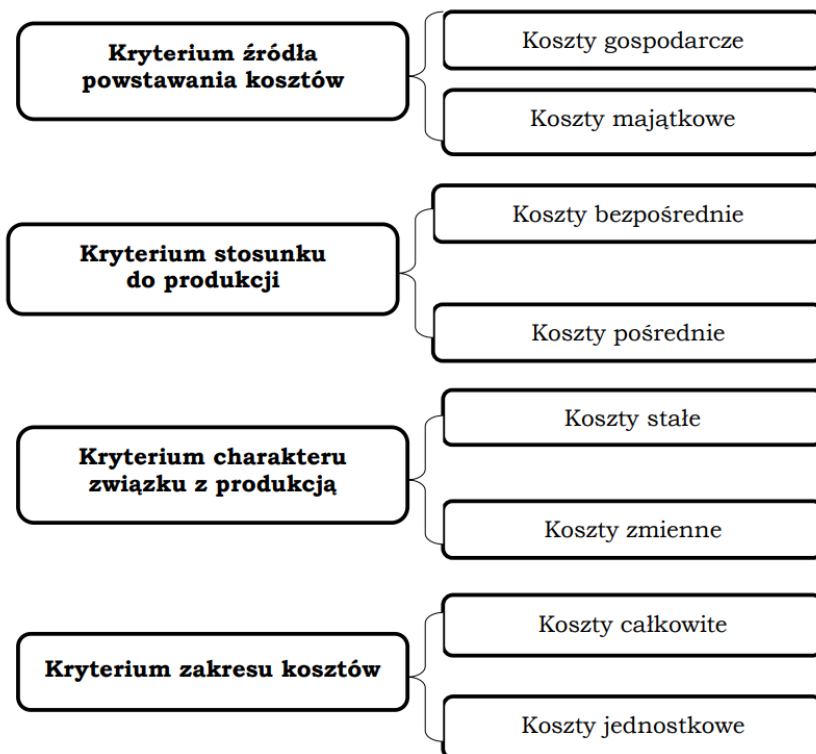 Kryterium źródła
powstawania kosztów
Koszty gospodarcze
Koszty majątkowe
Kryterium stosunku
do produkcji
Koszty bezpośrednie
Koszty pośrednie
Kryterium charakteru
związku z produkcją
Koszty stałe
Koszty zmienne
Kryterium zakresu kosztów
Koszty całkowite
Koszty jednostkowe